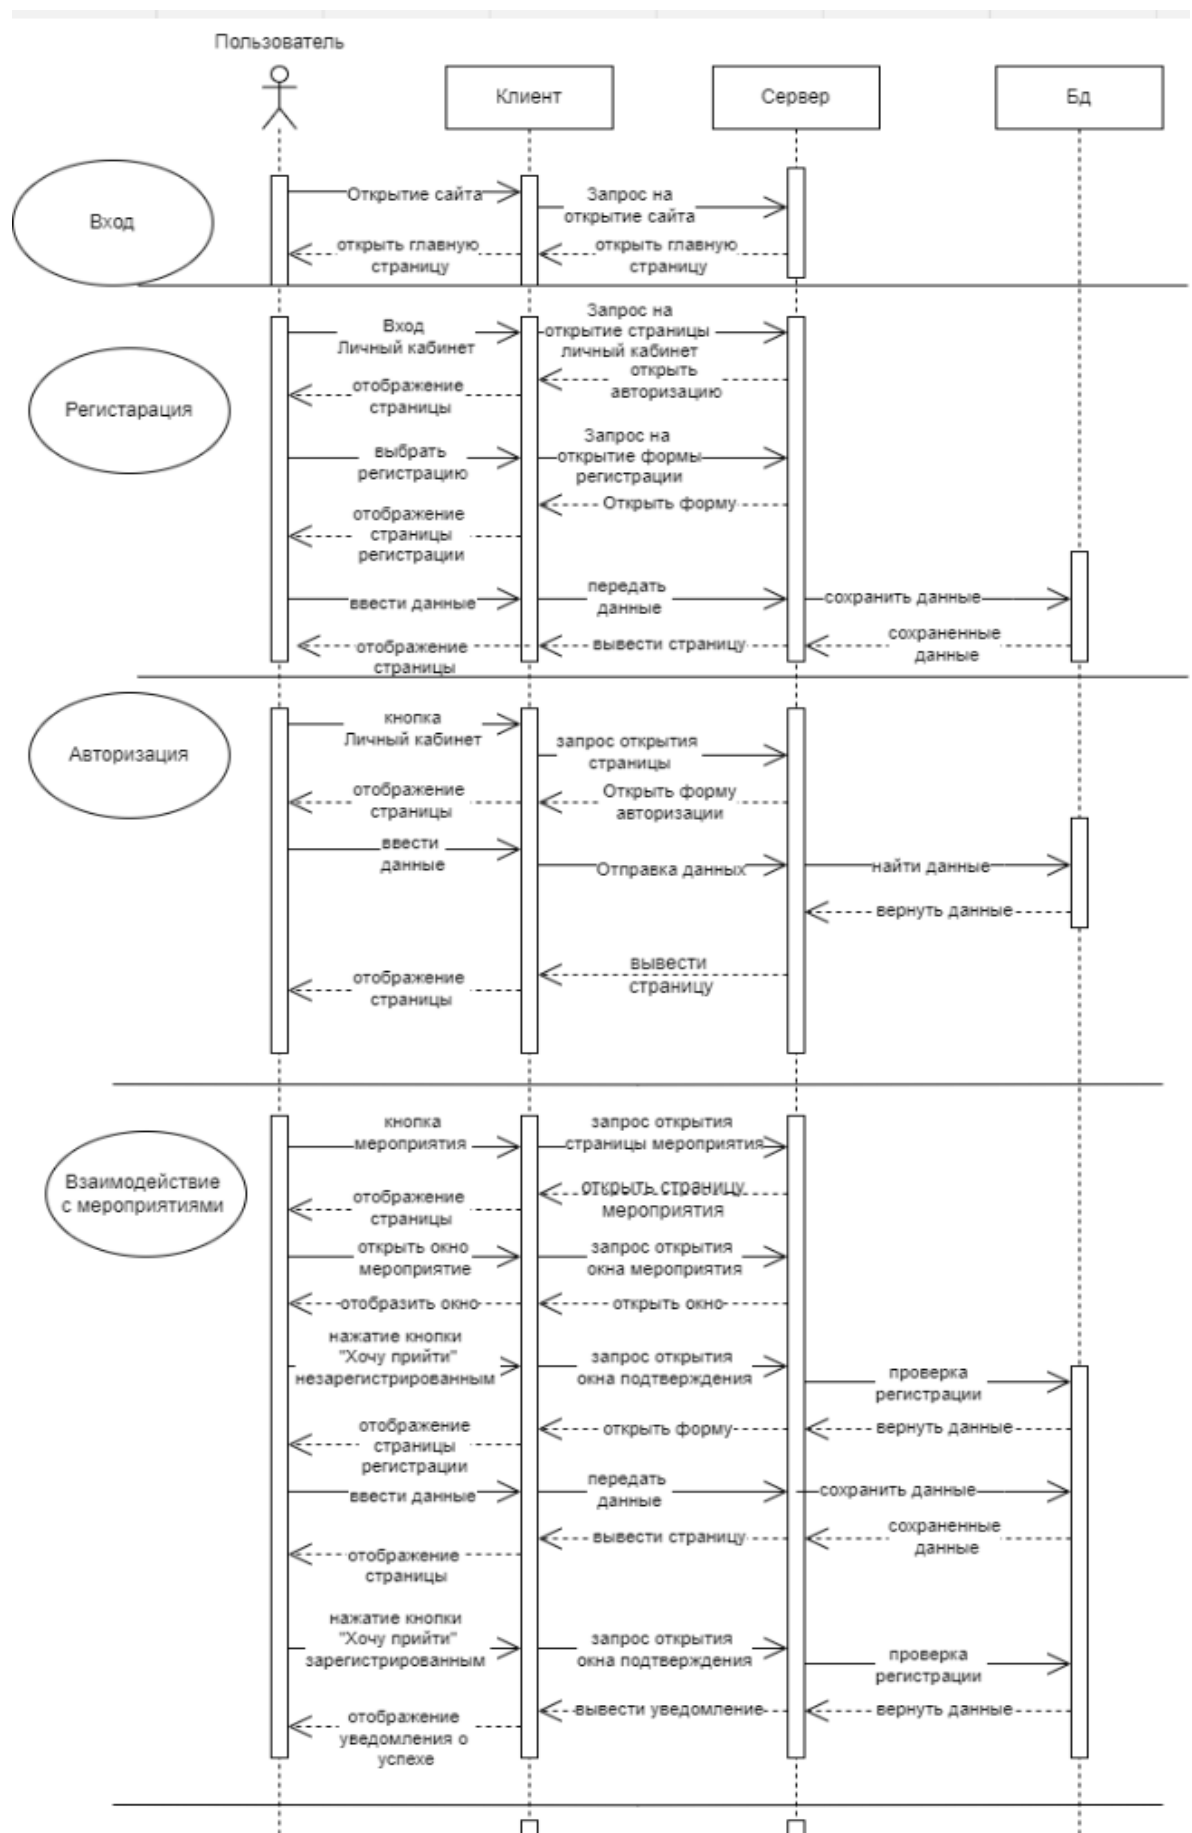 Пользователь
Клиент
Сервер
Бд
Вход
Открытие сайта
Запрос на
открытие сайта
открыть главную
страницу
открыть главную
страницу
Регистарация
Вход
Личный кабинет
Запрос на
открытие страницы
личный кабинет
открыть
авторизацию
отображение
страницы
выбрать
регистрацию
Запрос на
открытие формы
регистрации
Открыть форму
отображение
страницы
регистрации
ввести данные
передать
данные
сохранить данные
сохраненные
данные
вывести страницу
отображение
страницы
Авторизация
кнопка
Личный кабинет
запрос открытия
страницы
Открыть форму
авторизации
отображение
страницы
ввести
данные
Отправка данных
найти данные
вернуть данные
вывести
страницу
отображение
страницы
Взаимодействие
с мероприятиями
кнопка
мероприятия
запрос открытия
страницы мероприятия
открыть страницу
мероприятия
отображение
страницы
открыть окно
мероприятие
запрос открытия
окна мероприятия
открыть окно
отобразить окно
нажатие кнопки
"Хочу прийти"
незарегистрированным
запрос открытия
окна подтверждения
проверка
регистрации
вернуть данные
открыть форму
отображение
страницы
регистрации
ввести данные
передать
данные
сохранить данные
сохраненные
данные
вывести страницу
отображение
страницы
нажатие кнопки
"Хочу прийти"
зарегистрированным
запрос открытия
окна подтверждения
проверка
регистрации
вернуть данные
вывести уведомление
отображение
уведомления о
успехе